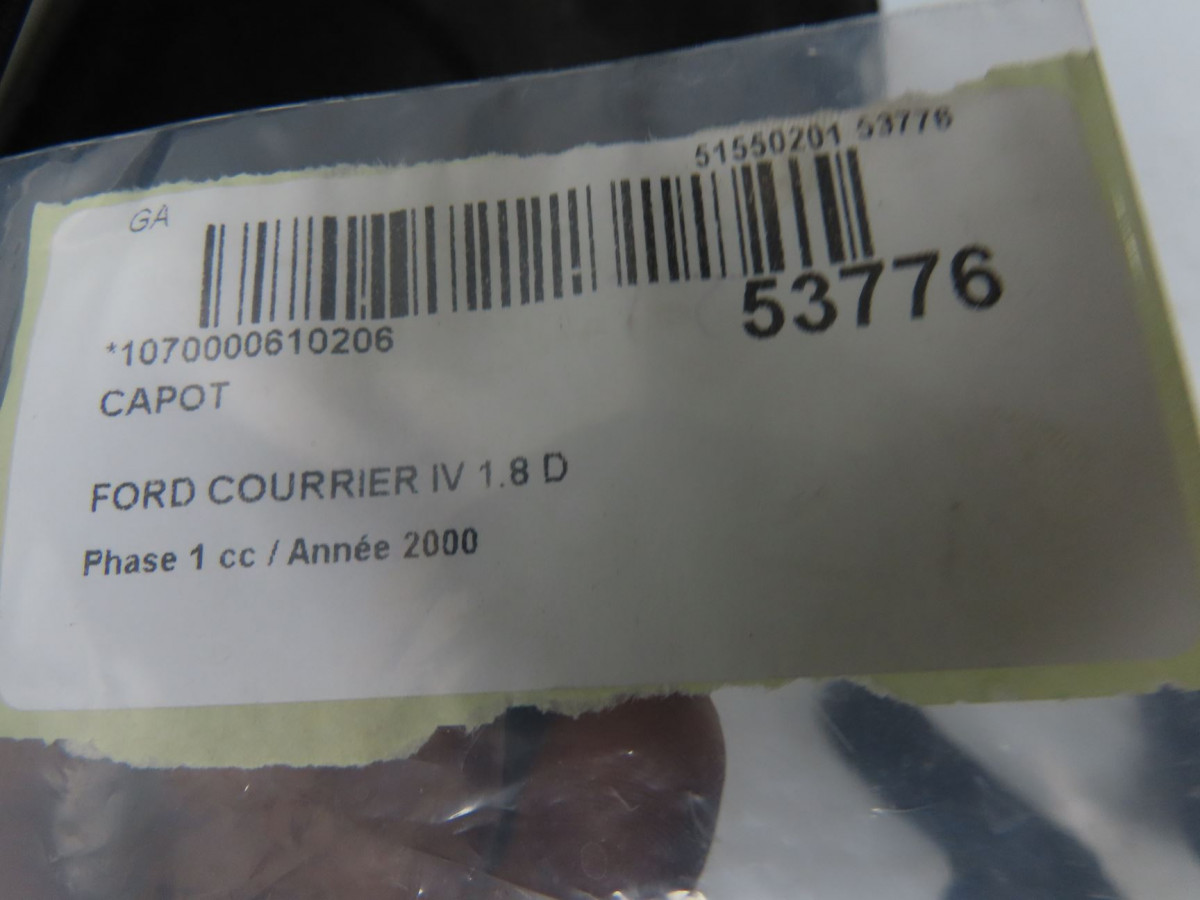 51550201 53776
GA
53776
*1070000610206
CAPOT
FORD COURRIER IV 1.8 D
Phase 1 cc / Année 2000